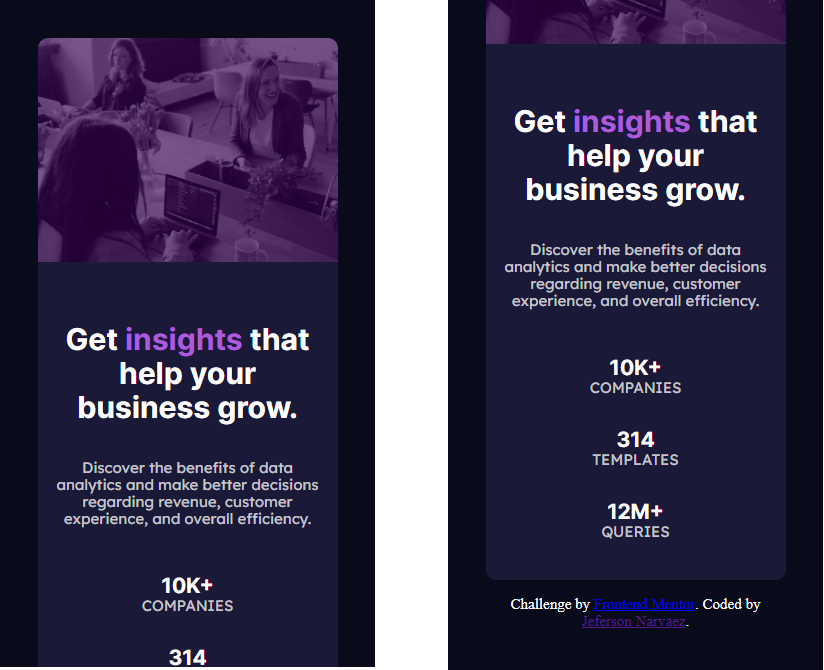 Get insights that
help your
business grow.
Discover the benefits of data
analytics and make better decisions
regarding revenue, customer
experience, and overall efficiency.
10K+
COMPANIES
314
Get insights that
help your
business grow.
Discover the benefits of data
analytics and make better decisions
regarding revenue, customer
experience, and overall efficiency.
10K+
COMPANIES
314
TEMPLATES
12M+
QUERIES
Challenge by Frontend Mentor. Coded by
Jeferson Narvaez.